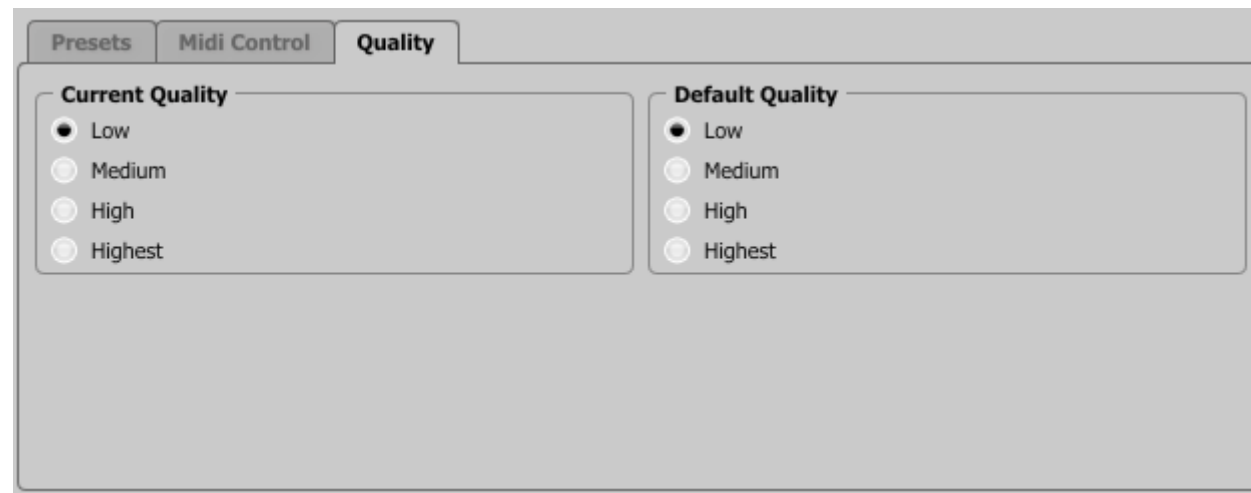 Presets Midi Control Quality
Current Quality
Low
Medium
High
Highest
Default Quality
Low
Medium
High
Highest